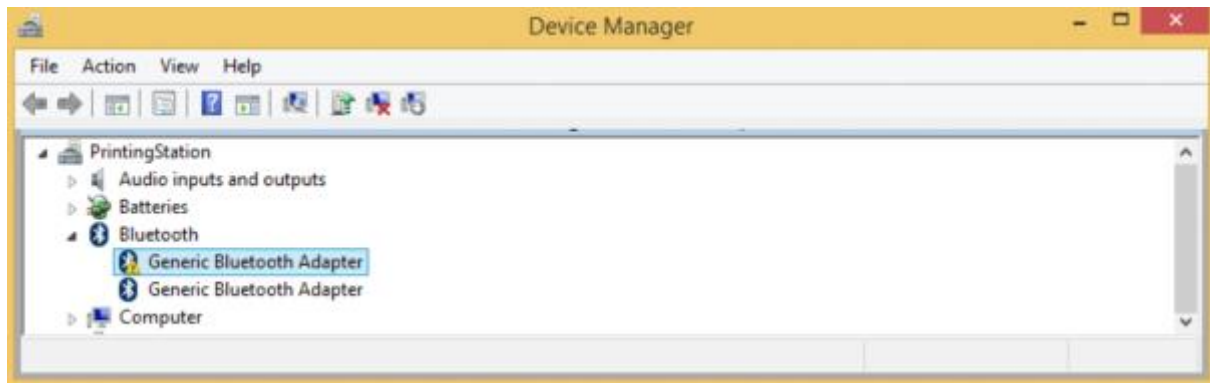 Device Manager
File Action View Help
PrintingStation
Audio inputs and outputs
Batteries
Bluetooth
Generic Bluetooth Adapter
Generic Bluetooth Adapter
Computer